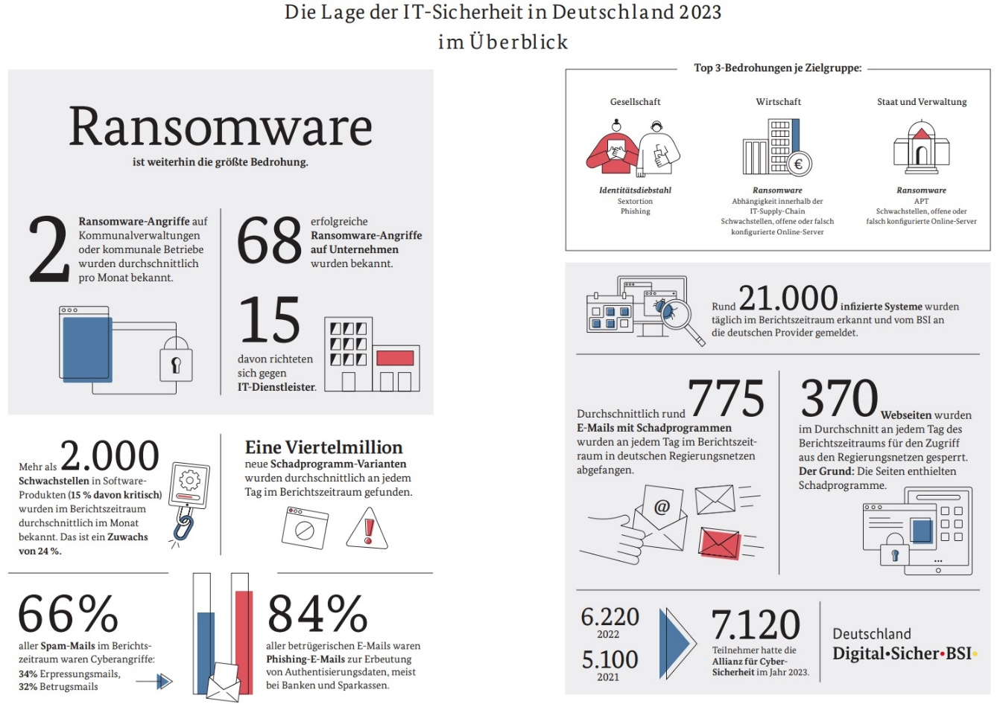 Die Lage der IT-Sicherheit in Deutschland 2023
im Überblick
Ransomware
ist weiterhin die größte Bedrohung.
2
Ransomware-Angriffe auf
Kommunalverwaltungen
oder kommunale Betriebe
wurden durchschnittlich
pro Monat bekannt.
68
erfolgreiche
Ransomware-Angriffe
auf Unternehmen
wurden bekannt.
15
davon richteten
sich gegen
IT-Dienstleister.
Mehr als 2.000
Schwachstellen in Software-
Produkten (15 % davon kritisch)
wurden im Berichtszeitraum
durchschnittlich im Monat
bekannt. Das ist ein Zuwachs
von 24 %.
Eine Viertelmillion
neue Schadprogramm-Varianten
wurden durchschnittlich an jedem
Tag im Berichtszeitraum gefunden.
66%
aller Spam-Mails im Berichts-
zeitraum waren Cyberangriffe:
34% Erpressungsmails,
32% Betrugsmails
84%
aller betrügerischen E-Mails waren
Phishing-E-Mails zur Erbeutung
von Authentisierungsdaten, meist
bei Banken und Sparkassen.
Top 3-Bedrohungen je Zielgruppe:
Gesellschaft
Identitätsdiebstahl
Sextortion
Phishing
Wirtschaft
€
Ransomware
Abhängigkeit innerhalb der
IT-Supply-Chain
Schwachstellen, offene oder falsch
konfigurierte Online-Server
Staat und Verwaltung
Ransomware
APT
Schwachstellen, offene oder
falsch konfigurierte Online-Server
Rund 21.000 infizierte Systeme wurden
täglich im Berichtszeitraum erkannt und vom BSI an
die deutschen Provider gemeldet.
Durchschnittlich rund 775
E-Mails mit Schadprogrammen
wurden an jedem Tag im Berichtszeit-
raum in deutschen Regierungsnetzen
abgefangen.
@
370 Webseiten wurden
im Durchschnitt an jedem Tag des
Berichtszeitraums für den Zugriff
aus den Regierungsnetzen gesperrt.
Der Grund: Die Seiten enthielten
Schadprogramme.
6.220
2022
5.100
2021
7.120
Teilnehmer hatte die
Allianz für Cyber-
Sicherheit im Jahr 2023.
Deutschland
Digital•Sicher•BSI•